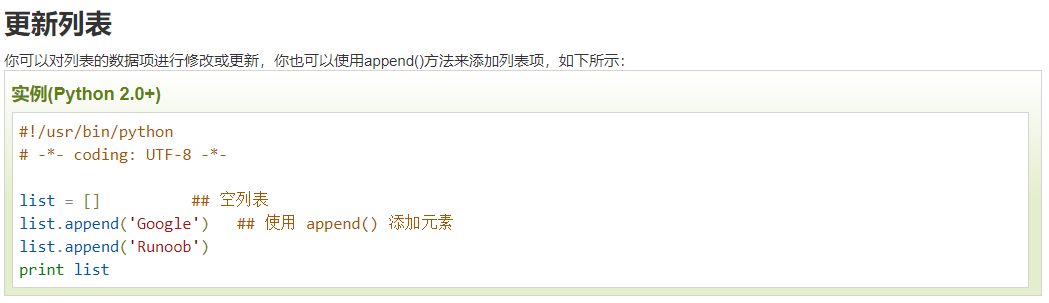 更新列表
你可以对列表的数据项进行修改或更新，你也可以使用append()方法来添加列表项，如下所示：
实例(Python 2.0+)
#!/usr/bin/python
# -*- coding: UTF-8 -*-
list = []          ## 空列表
list.append('Google')   ## 使用 append() 添加元素
list.append('Runoob')
print list